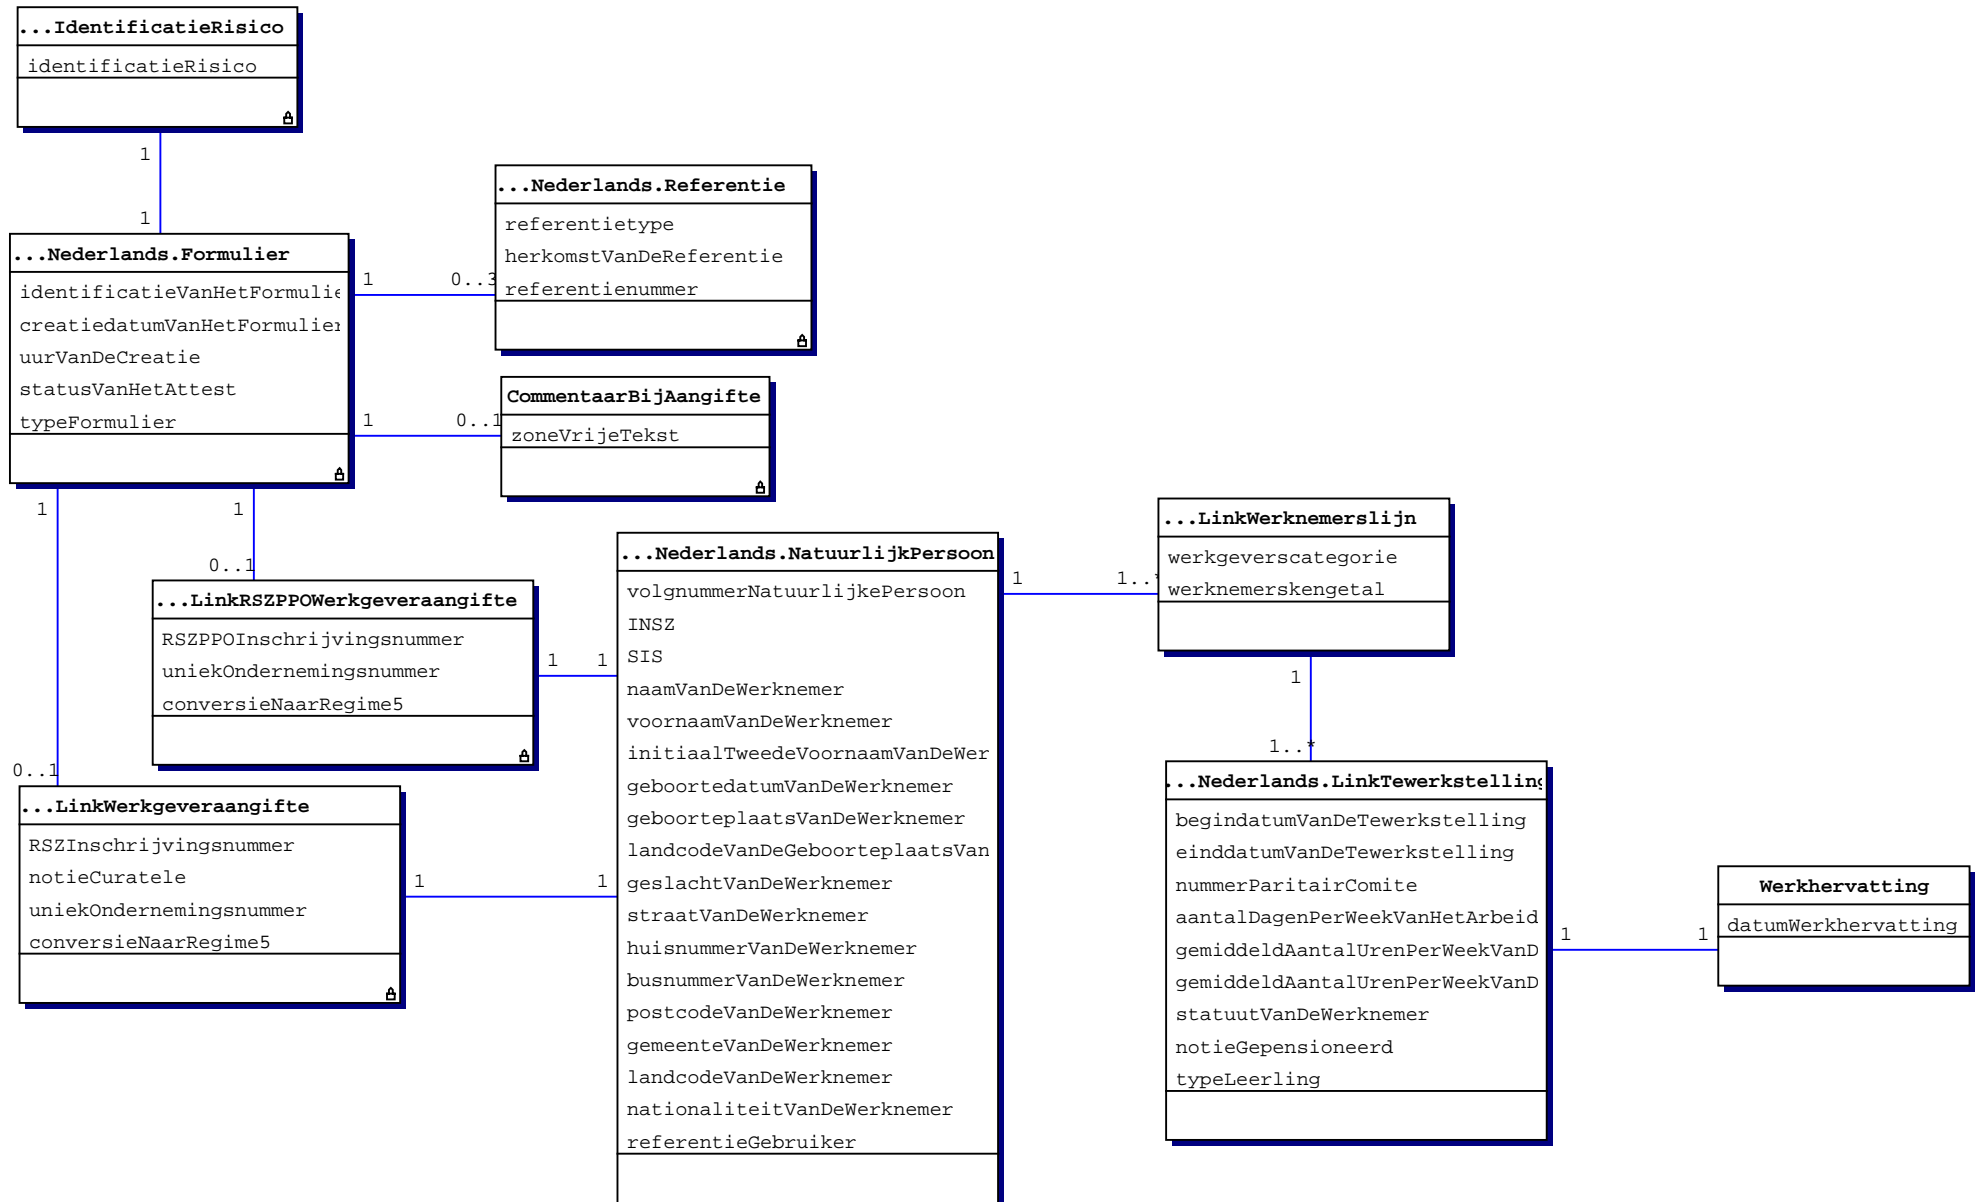 ...IdentificatieRisico
identificatieRisico
1
1
...Nederlands.Formulier
identificatieVanHetFormulie
creatiedatumVanHetFormulier
uurVanDeCreatie
statusVanHetAttest
typeFormulier
1
0..3
...Nederlands.Referentie
referentietype
herkomstVanDeReferentie
referentienummer
1
0..1
CommentaarBijAangifte
zoneVrijeTekst
1
1
0..1
...LinkRSZPPOWerkgeveraangifte
RSZPPOInschrijvingsnummer
uniekOndernemingsnummer
conversieNaarRegime5
1
1
0..1
...LinkWerkgeveraangifte
RSZInschrijvingsnummer
notieCuratele
uniekOndernemingsnummer
conversieNaarRegime5
1
1
...Nederlands.NatuurlijkPersoon
volgnummerNatuurlijkePersoon
INSZ
SIS
naamVanDeWerknemer
voornaamVanDeWerknemer
initiaalTweedeVoornaamVanDeWer
geboortedatumVanDeWerknemer
geboorteplaatsVanDeWerknemer
landcodeVanDeGeboorteplaatsVan
geslachtVanDeWerknemer
straatVanDeWerknemer
huisnummerVanDeWerknemer
busnummerVanDeWerknemer
postcodeVanDeWerknemer
gemeenteVanDeWerknemer
landcodeVanDeWerknemer
nationaliteitVanDeWerknemer
referentieGebruiker
1
1..*
...LinkWerknemerslijn
werkgeverscategorie
werknemerskengetal
1
1..*
...Nederlands.LinkTewerkstelling
begindatumVanDeTewerkstelling
einddatumVanDeTewerkstelling
nummerParitairComite
aantalDagenPerWeekVanHetArbeid
gemiddeldAantalUrenPerWeekVanD
gemiddeldAantalUrenPerWeekVanD
statuutVanDeWerknemer
notieGepensioneerd
typeLeerling
1
1
Werkhervatting
datumWerkhervatting